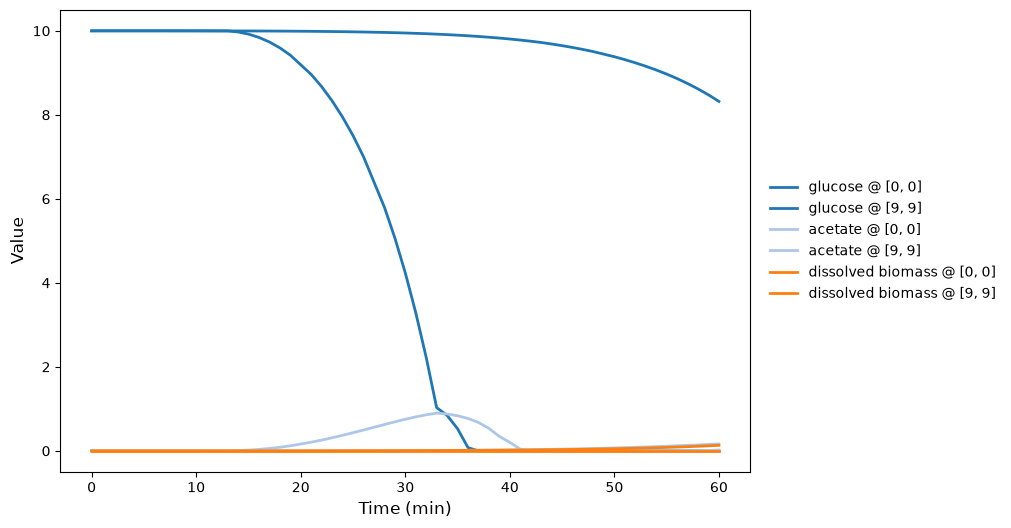 10
8
6
4
2
0
Value
0 10 20 30 40 50 60
Time (min)
glucose @ [0, 0]
glucose @ [9, 9]
acetate @ [0, 0]
acetate @ [9, 9]
dissolved biomass @ [0, 0]
dissolved biomass @ [9, 9]